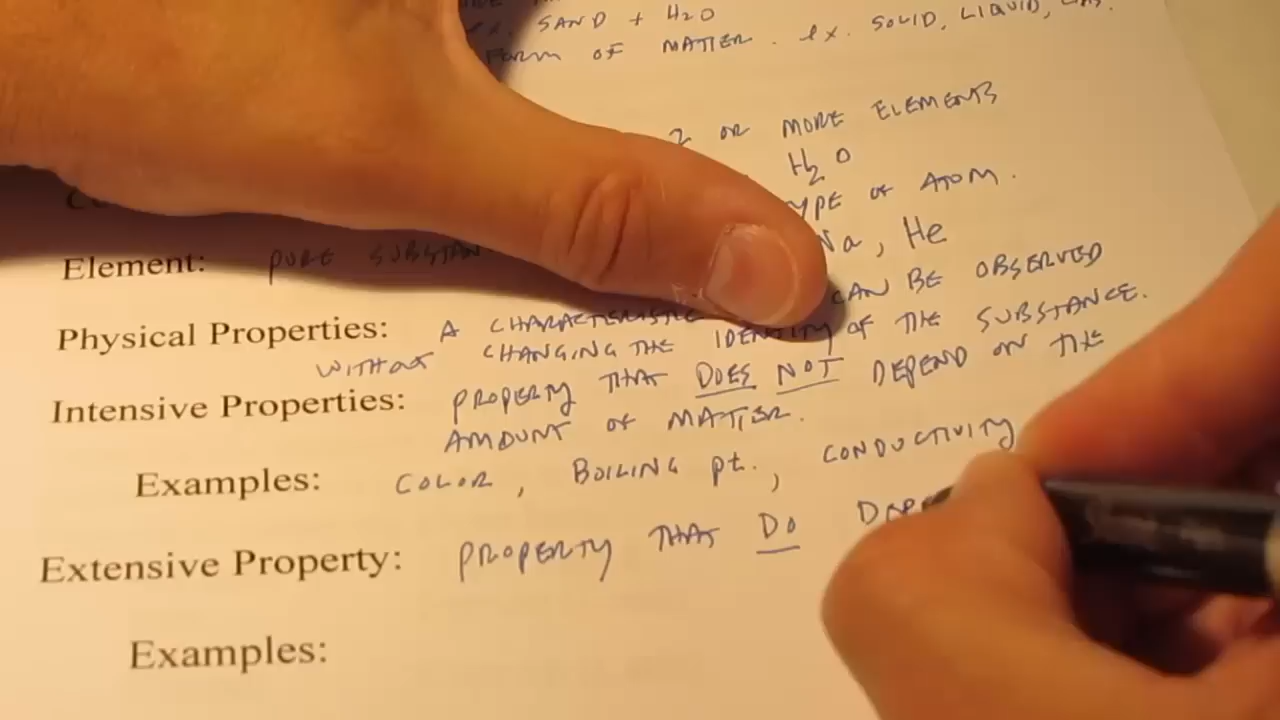 ex. SAND + H2O
FORM OF MATTER. ex. SOLID, LIQUID, GAS.
2 OR MORE ELEMENTS
H2O
TYPE OF ATOM.
Na, He
Element: PURE SUBSTAN
Physical Properties: A CHARACTERISTIC CAN BE OBSERVED
WITHOUT CHANGING THE IDENTITY OF THE SUBSTANCE.
Intensive Properties: PROPERTY THAT DOES NOT DEPEND ON THE
AMOUNT OF MATTER.
Examples: COLOR, BOILING pt., CONDUCTIVITY
Extensive Property: PROPERTY THAT DO DEPE
Examples: